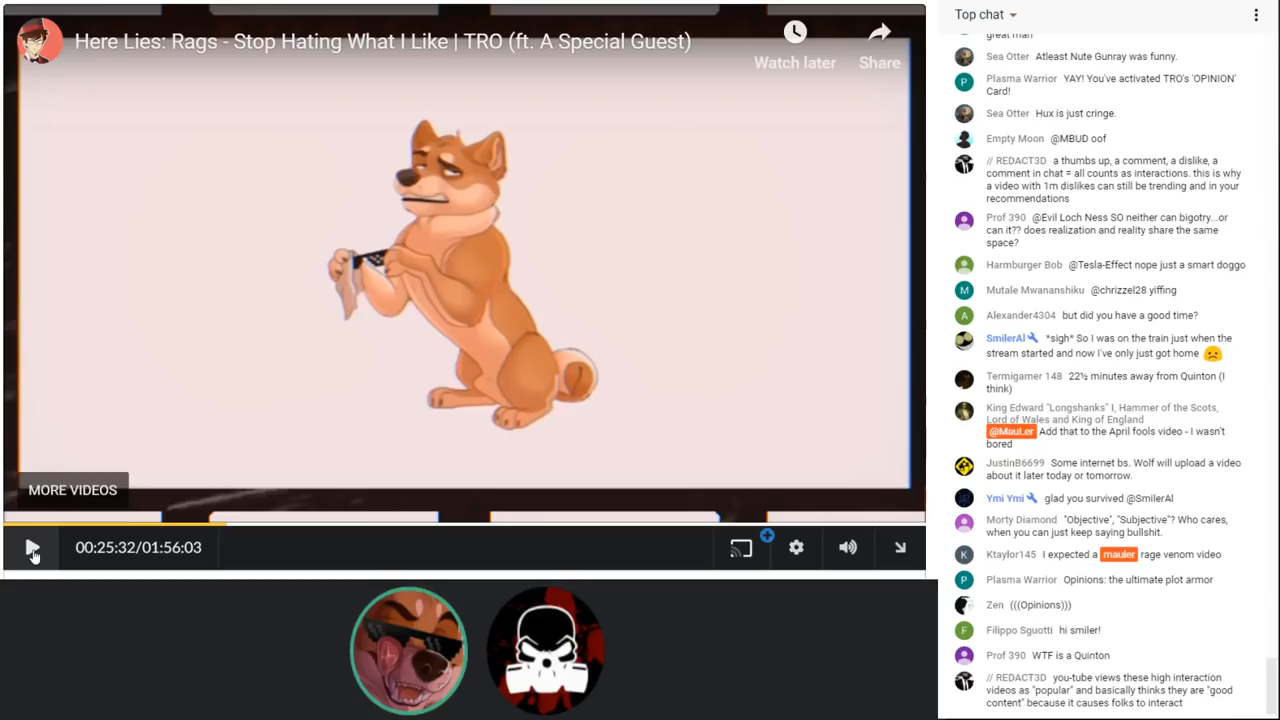 Here Lies: Rags - Stop Hating What I Like | TRO (ft. A Special Guest)
Watch later
Share
MORE VIDEOS
00:25:32/01:56:03
Top chat
great man
Sea Otter Atleast Nute Gunray was funny.
P Plasma Warrior YAY! You've activated TRO's 'OPINION'
Card!
Sea Otter Hux is just cringe.
Empty Moon @MBUD oof
// REDACT3D a thumbs up, a comment, a dislike, a
comment in chat = all counts as interactions. this is why
a video with 1m dislikes can still be trending and in your
recommendations
Prof 390 @Evil Loch Ness SO neither can bigotry...or
can it?? does realization and reality share the same
space?
Harmburger Bob @Tesla-Effect nope just a smart doggo
M Mutale Mwananshiku @chrizzel28 yiffing
A Alexander4304 but did you have a good time?
SmilerAl *sigh* So I was on the train just when the
stream started and now I've only just got home
Termigamer 148 22½ minutes away from Quinton (I
think)
King Edward "Longshanks" I, Hammer of the Scots,
Lord of Wales and King of England
@MauLer Add that to the April fools video - I wasn't
bored
JustinB6699 Some internet bs. Wolf will upload a video
about it later today or tomorrow.
Ymi Ymi glad you survived @SmilerAl
Morty Diamond "Objective", "Subjective"? Who cares,
when you can just keep saying bullshit.
K Ktaylor145 I expected a mauler rage venom video
P Plasma Warrior Opinions: the ultimate plot armor
Zen (((Opinions)))
F Filippo Sguotti hi smiler!
Prof 390 WTF is a Quinton
// REDACT3D you-tube views these high interaction
videos as "popular" and basically thinks they are "good
content" because it causes folks to interact